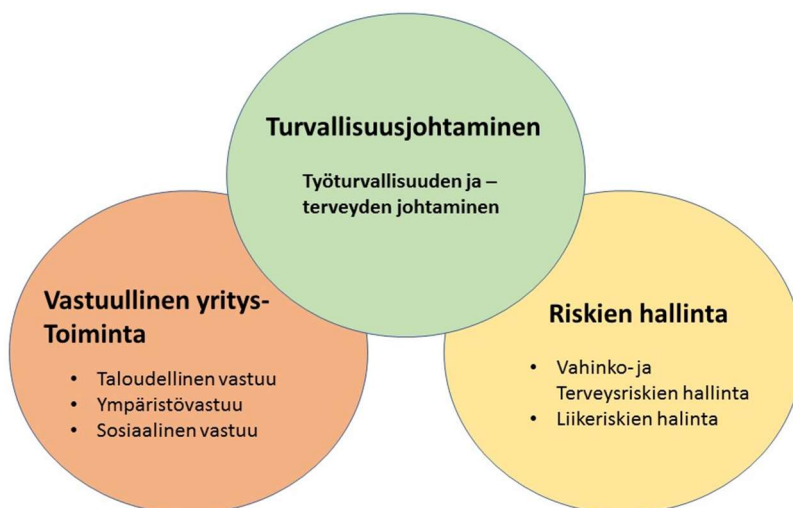 Turvallisuusjohtaminen
Työturvallisuuden ja –
terveyden johtaminen
Vastuullinen yritys-
Toiminta
• Taloudellinen vastuu
• Ympäristövastuu
• Sosiaalinen vastuu
Riskien hallinta
• Vahinko- ja
Terveysriskien hallinta
• Liikeriskien halinta